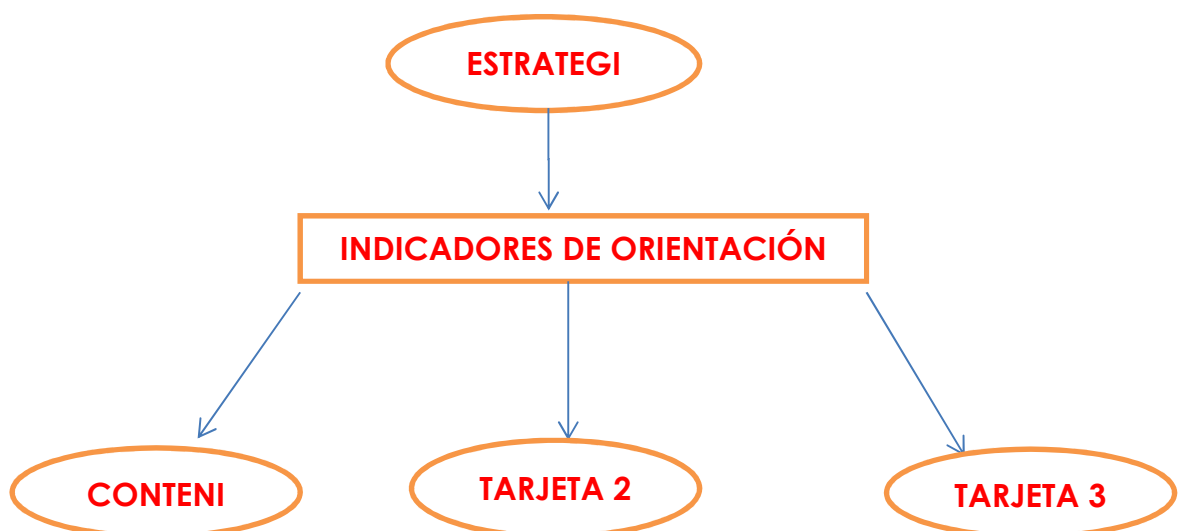 ESTRATEGI
INDICADORES DE ORIENTACIÓN
CONTENI
TARJETA 2
TARJETA 3